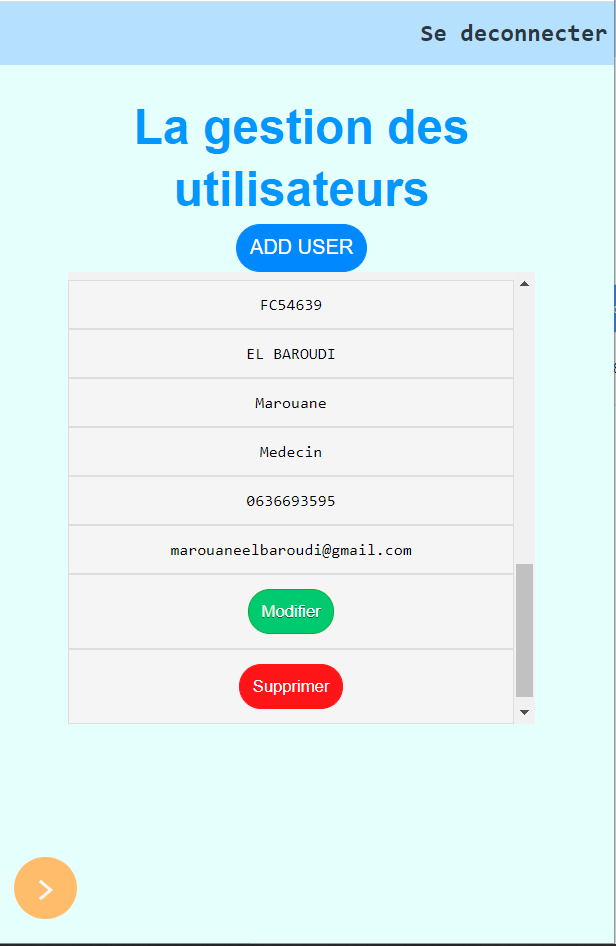 Se deconnecter
La gestion des
utilisateurs
ADD USER
FC54639
EL BAROUDI
Marouane
Medecin
0636693595
marouaneelbaroudi@gmail.com
Modifier
Supprimer